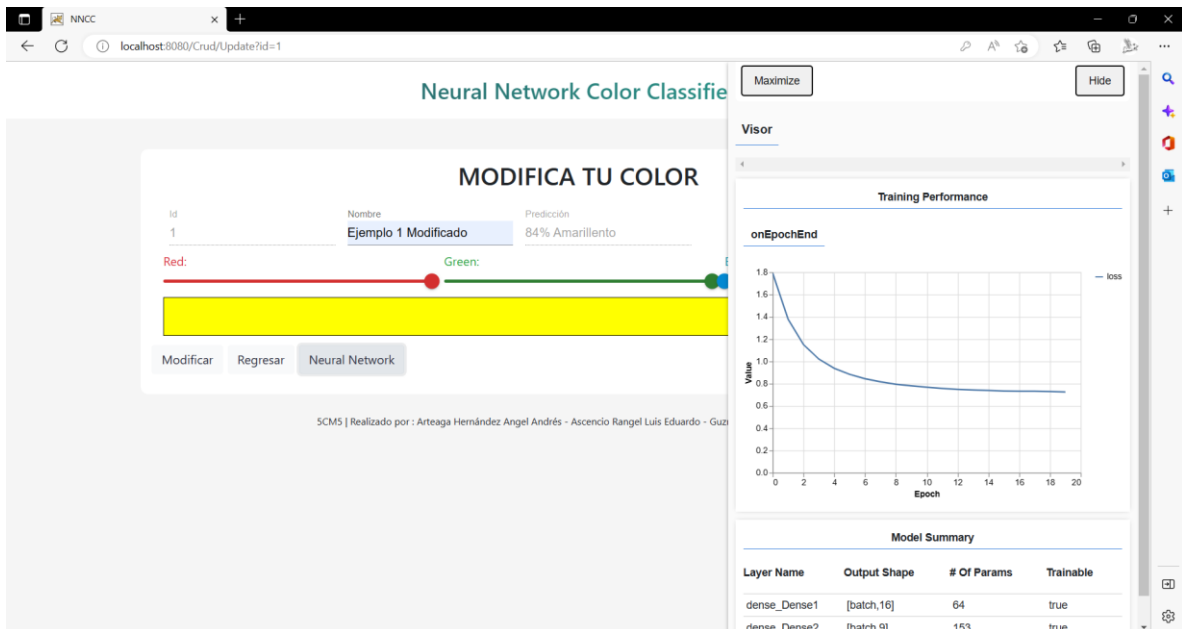 NNCC
localhost:8080/Crud/Update?id=1
Neural Network Color Classifie
MODIFICA TU COLOR
Id
Nombre
Predicción
1
Ejemplo 1 Modificado
84% Amarillento
Red:
Green:
Modificar
Regresar
Neural Network
5CM5 | Realizado por : Arteaga Hernández Angel Andrés - Ascencio Rangel Luis Eduardo - Guz
Maximize
Hide
Visor
Training Performance
onEpochEnd
1.8
1.6
1.4
1.2
1.0
0.8
0.6
0.4
0.2
0.0
Value
0 2 4 6 8 10 12 14 16 18 20
Epoch
loss
Model Summary
Layer Name Output Shape # Of Params Trainable
dense_Dense1 [batch,16] 64 true
dense_Dense2 [batch,9] 153 true